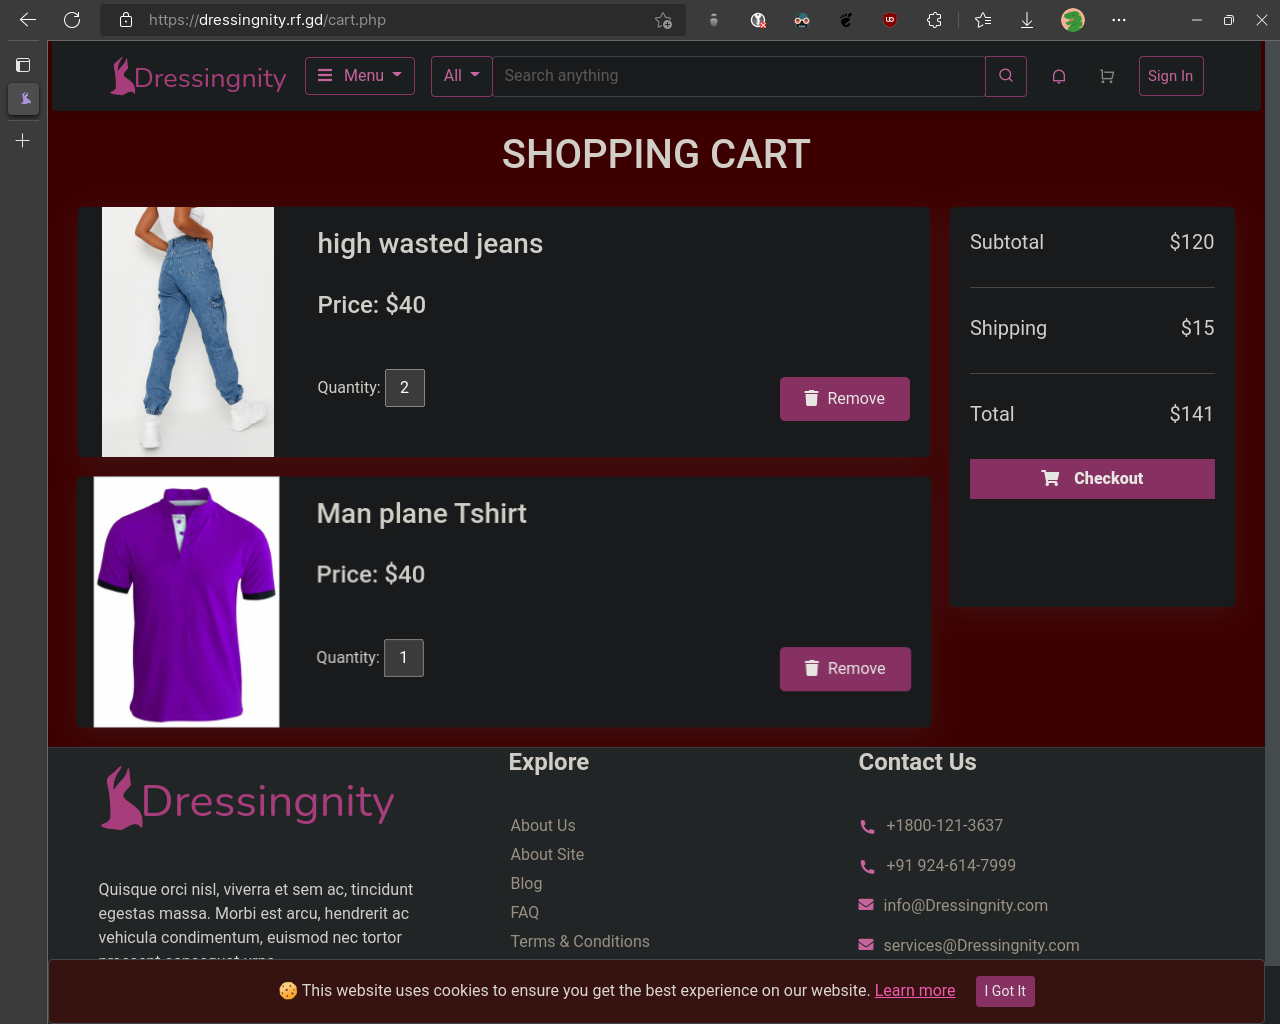 https://dressingnity.rf.gd/cart.php
Dressingnity
Menu
All
Search anything
Sign In
SHOPPING CART
high wasted jeans
Price: $40
Quantity: 2
Remove
Man plane Tshirt
Price: $40
Quantity: 1
Remove
Subtotal $120
Shipping $15
Total $141
Checkout
Dressingnity
Quisque orci nisl, viverra et sem ac, tincidunt
egestas massa. Morbi est arcu, hendrerit ac
vehicula condimentum, euismod nec tortor
Explore
About Us
About Site
Blog
FAQ
Terms & Conditions
Contact Us
+1800-121-3637
+91 924-614-7999
info@Dressingnity.com
services@Dressingnity.com
This website uses cookies to ensure you get the best experience on our website. Learn more
I Got It